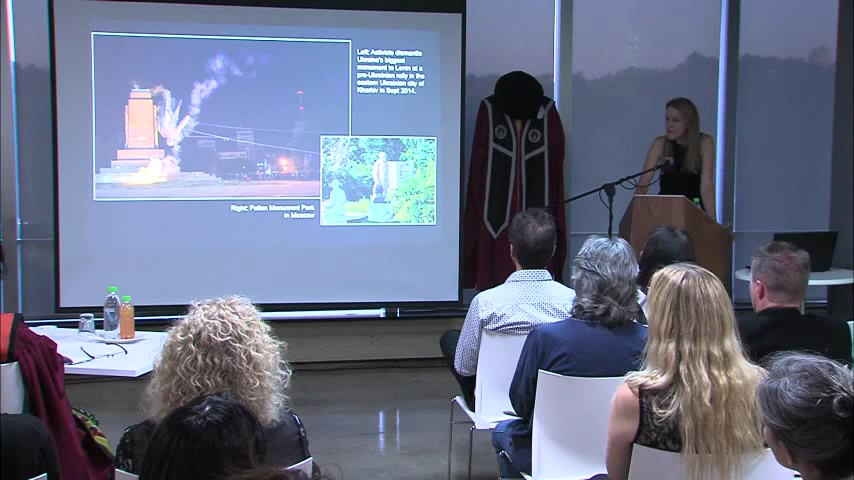 Left: Activists dismantle
Ukraine's biggest
monument to Lenin at a
pro-Ukrainian rally in the
eastern Ukrainian city of
Kharkiv in Sept 2014.
Right: Fallen Monument Park
in Moscow